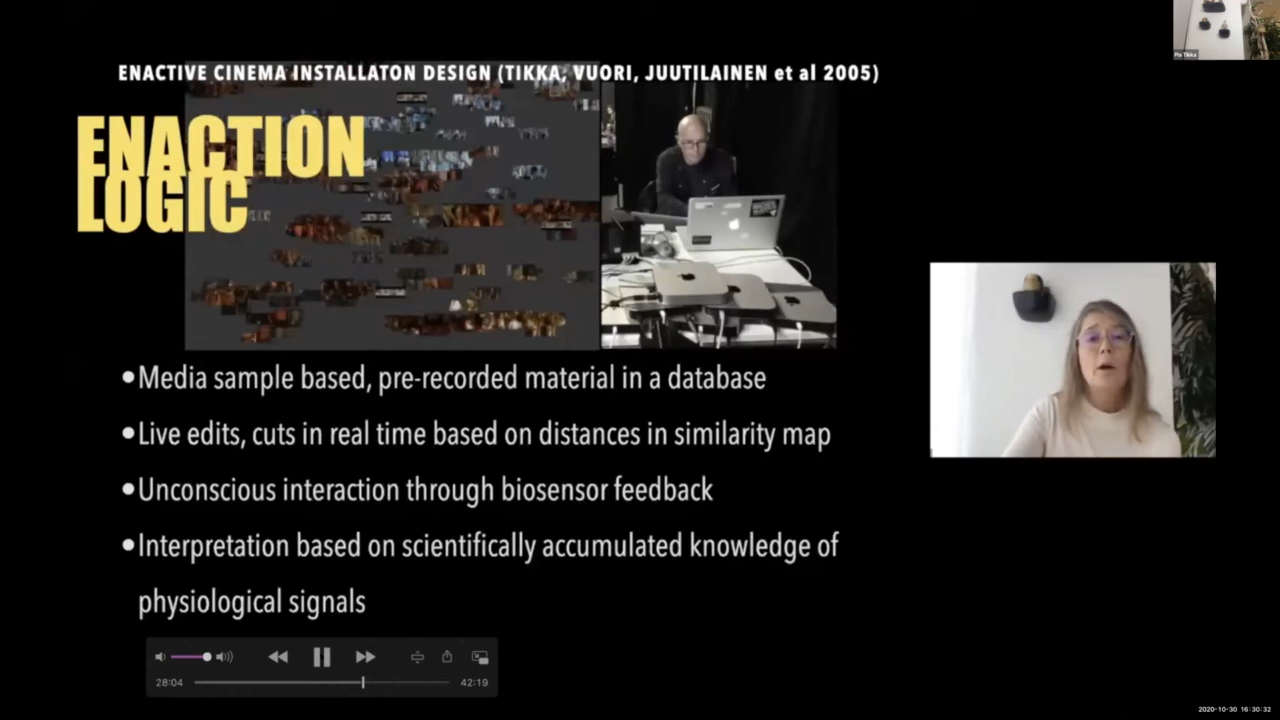 ENACTIVE CINEMA INSTALLATON DESIGN (TIKKA, VUORI, JUUTILAINEN et al 2005)
ENACTION
LOGIC
•Media sample based, pre-recorded material in a database
•Live edits, cuts in real time based on distances in similarity map
•Unconscious interaction through biosensor feedback
•Interpretation based on scientifically accumulated knowledge of
physiological signals
28:04
42:19
Pia Tikka
2020-10-30 16:30:32